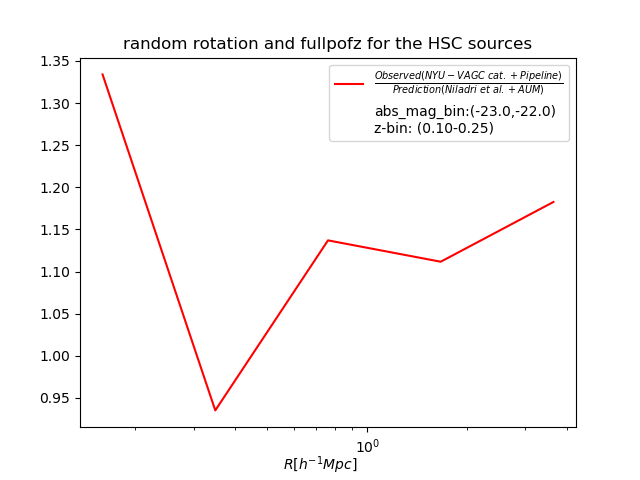 random rotation and fullpofz for the HSC sources
1.35
1.30
1.25
1.20
1.15
1.10
1.05
1.00
0.95
Observed(NYU−VAGC cat. + Pipeline)
Prediction(Niladri et al. + AUM)
abs_mag_bin:(-23.0,-22.0)
z-bin: (0.10-0.25)
10⁰
R[h⁻¹Mpc]